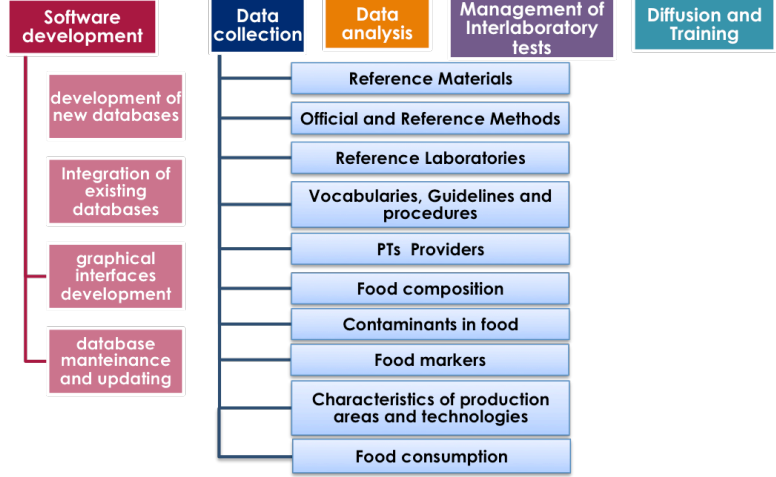 Software
development
Data
collection
Data
analysis
Management of
Interlaboratory
tests
Diffusion and
Training
development of
new databases
Integration of
existing
databases
graphical
interfaces
development
database
manteinance
and updating
Reference Materials
Official and Reference Methods
Reference Laboratories
Vocabularies, Guidelines and
procedures
PTs Providers
Food composition
Contaminants in food
Food markers
Characteristics of production
areas and technologies
Food consumption